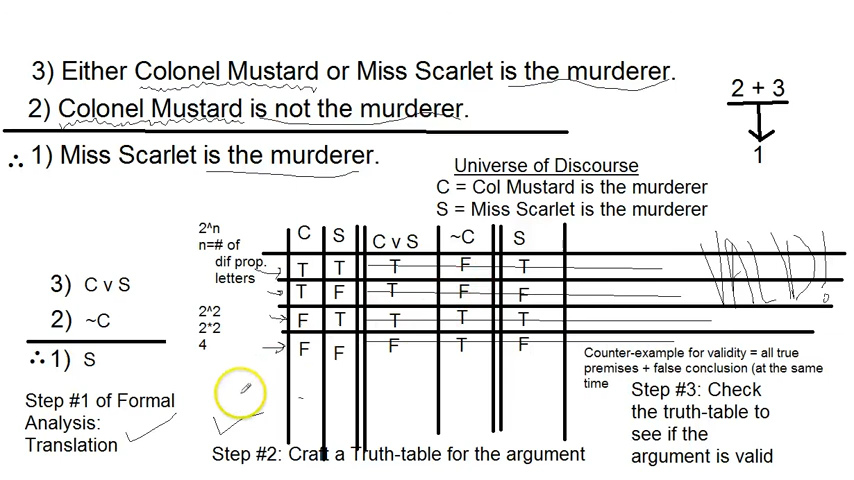 3) Either Colonel Mustard or Miss Scarlet is the murderer.
2) Colonel Mustard is not the murderer.
∴ 1) Miss Scarlet is the murderer.
2 + 3
1
Universe of Discourse
C = Col Mustard is the murderer
S = Miss Scarlet is the murderer
2^n
n=# of
dif prop.
letters
2^2
2*2
4
C S C v S ~C S
T T T F T
T F T F F
F T T T T
F F F T F
VALID!
3) C v S
2) ~C
∴ 1) S
Step #1 of Formal
Analysis:
Translation
Step #2: Craft a Truth-table for the argument
Counter-example for validity = all true
premises + false conclusion (at the same
time
Step #3: Check
the truth-table to
see if the
argument is valid